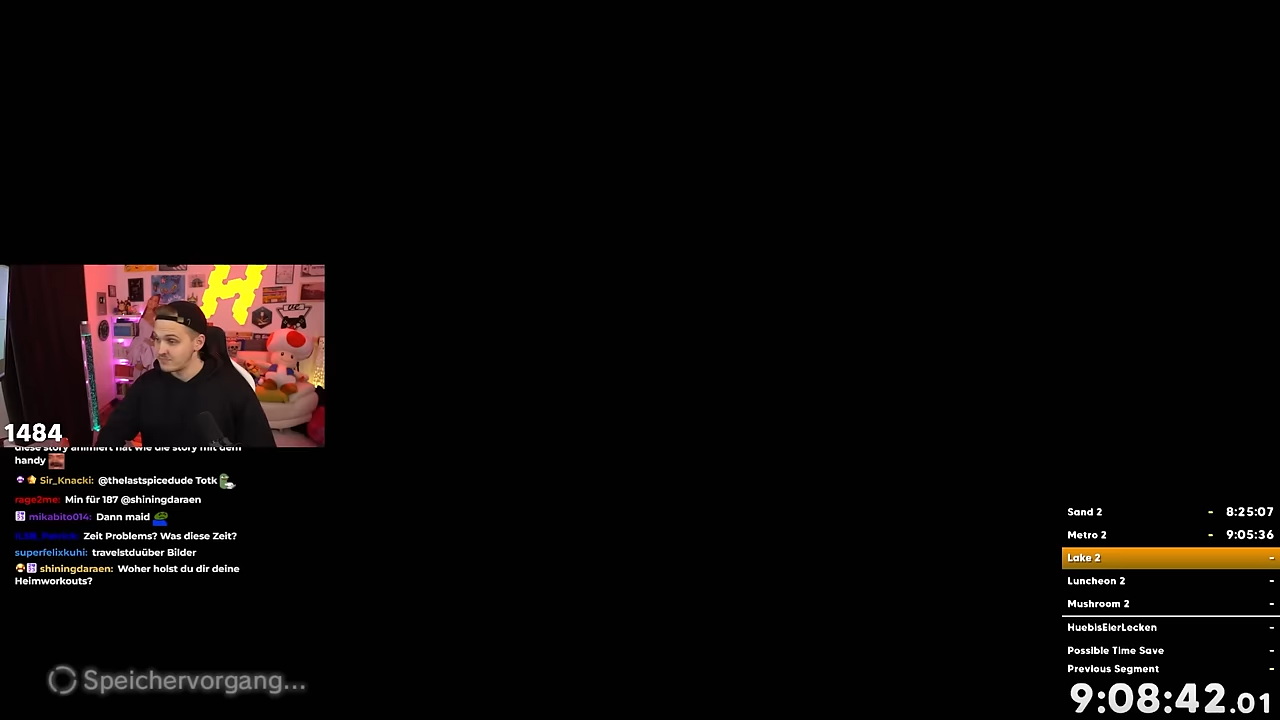 1484
diese story animiert hat wie die story mit dem
handy
Sir_Knacki: @thelastspicedude Totk
rage2me: Min für 187 @shiningdaraen
mikabito014: Dann maid
Zeit Problems? Was diese Zeit?
superfelixkuhi: travelstduüber Bilder
shiningdaraen: Woher holst du dir deine
Heimworkouts?
Speichervorgang...
Sand 2 - 8:25:07
Metro 2 - 9:05:36
Lake 2 -
Luncheon 2 -
Mushroom 2 -
HuebisEierLecken -
Possible Time Save -
Previous Segment -
9:08:42.01